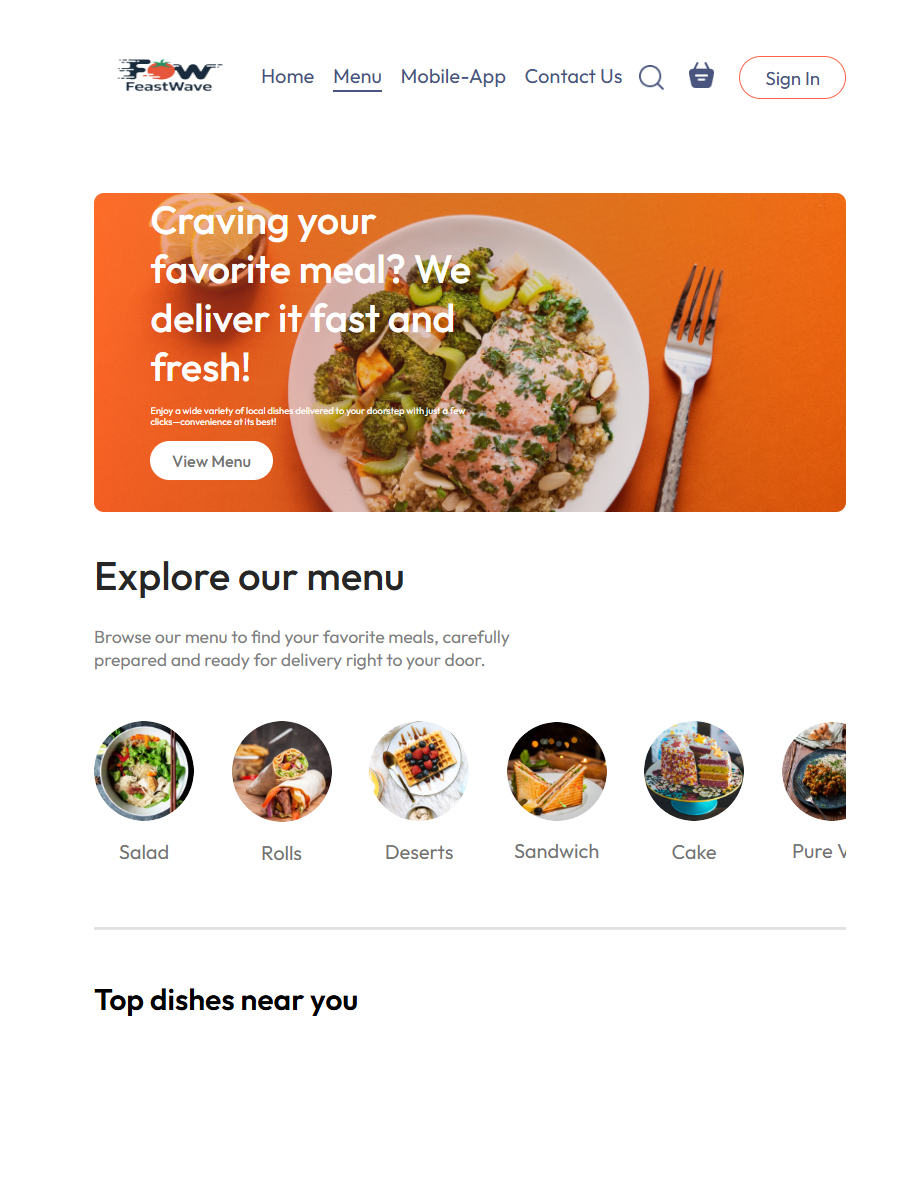 FOW
FeastWave
Home Menu Mobile-App Contact Us Sign In
Craving your
favorite meal? We
deliver it fast and
fresh!
Enjoy a wide variety of local dishes delivered to your doorstep with just a few
clicks—convenience at its best!
View Menu
Explore our menu
Browse our menu to find your favorite meals, carefully
prepared and ready for delivery right to your door.
Salad Rolls Deserts Sandwich Cake Pure V
Top dishes near you